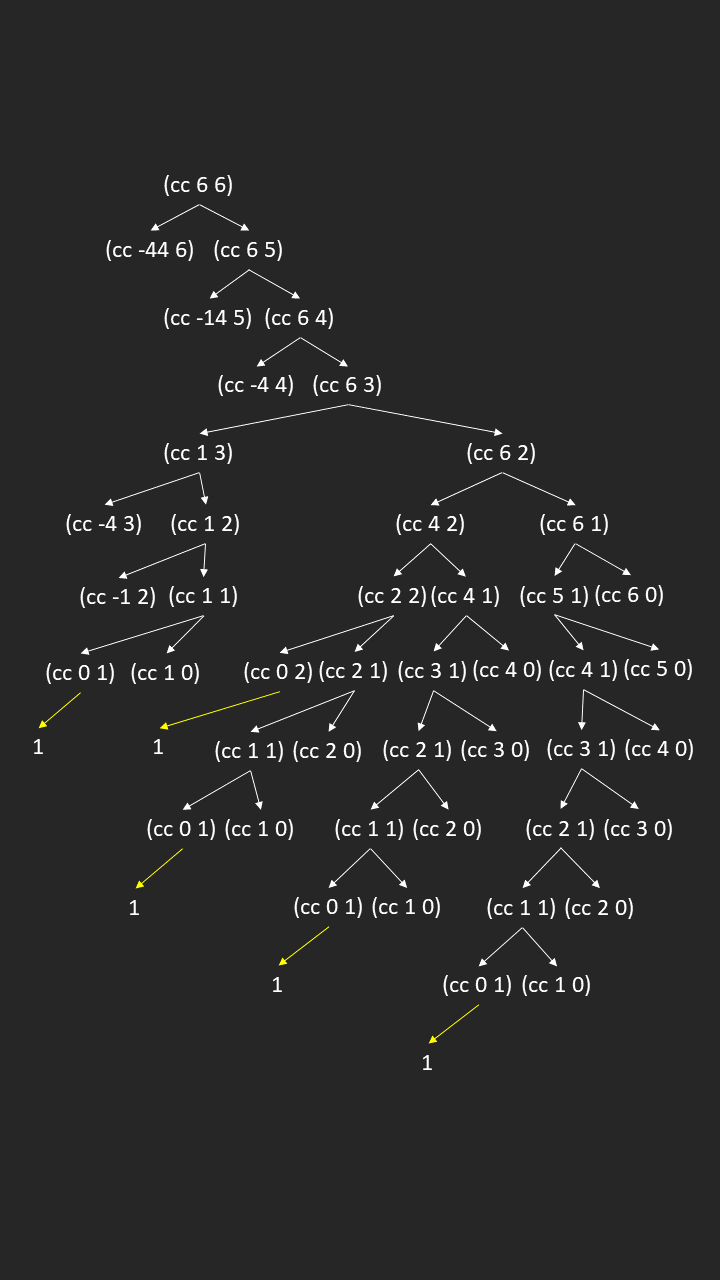 (cc 6 6)
(cc -44 6) (cc 6 5)
(cc -14 5) (cc 6 4)
(cc -4 4) (cc 6 3)
(cc 1 3) (cc 6 2)
(cc -4 3) (cc 1 2) (cc 4 2) (cc 6 1)
(cc -1 2) (cc 1 1) (cc 2 2) (cc 4 1) (cc 5 1) (cc 6 0)
(cc 0 1) (cc 1 0) (cc 0 2) (cc 2 1) (cc 3 1) (cc 4 0) (cc 4 1) (cc 5 0)
1 1 (cc 1 1) (cc 2 0) (cc 2 1) (cc 3 0) (cc 3 1) (cc 4 0)
(cc 0 1) (cc 1 0) (cc 1 1) (cc 2 0) (cc 2 1) (cc 3 0)
1 (cc 0 1) (cc 1 0) (cc 1 1) (cc 2 0)
1 (cc 0 1) (cc 1 0)
1